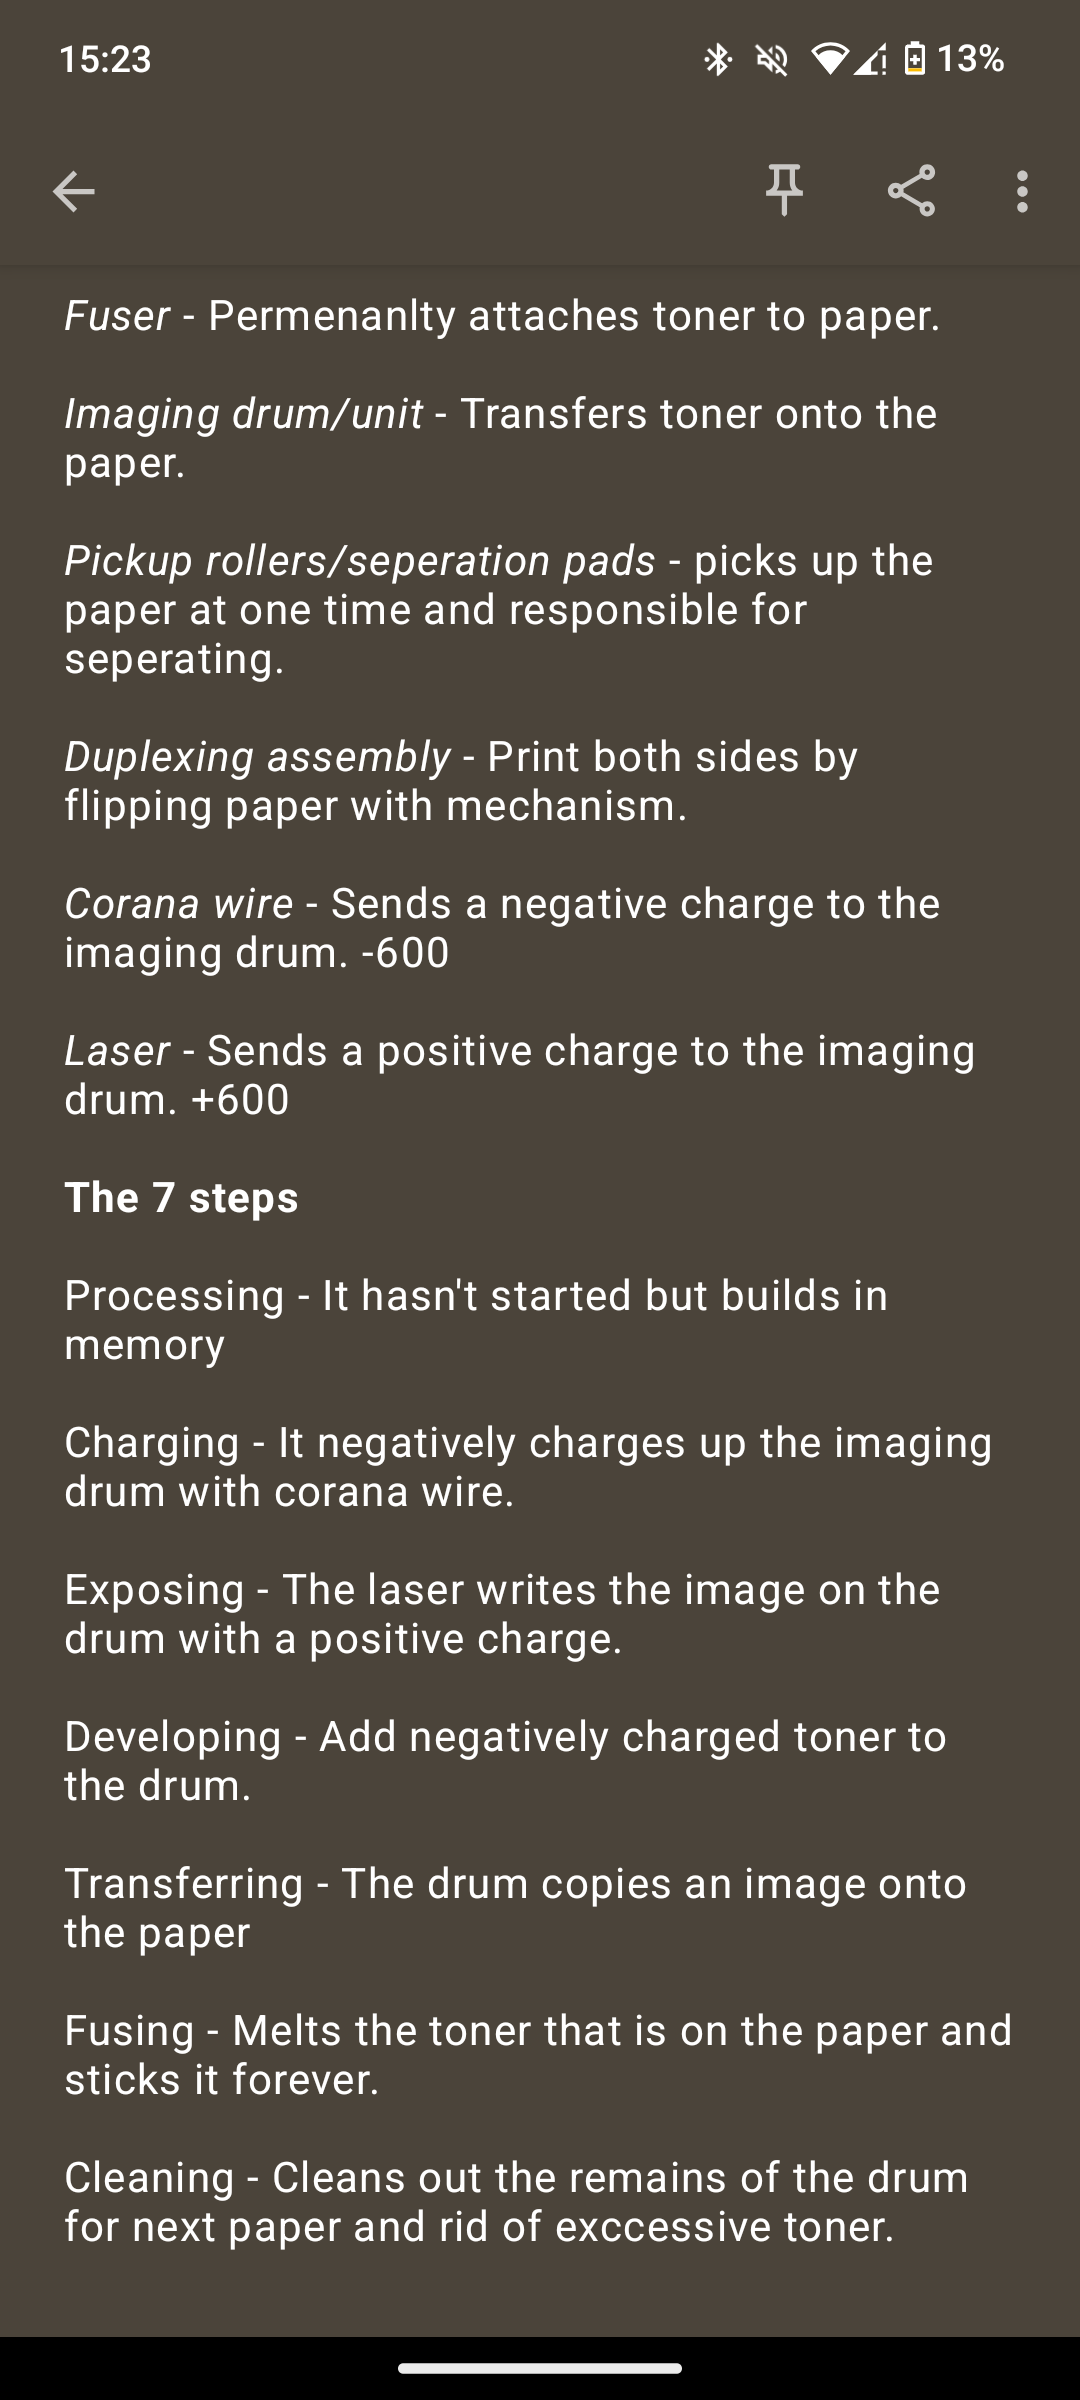 15:23 13%
Fuser - Permenanlty attaches toner to paper.
Imaging drum/unit - Transfers toner onto the
paper.
Pickup rollers/seperation pads - picks up the
paper at one time and responsible for
seperating.
Duplexing assembly - Print both sides by
flipping paper with mechanism.
Corana wire - Sends a negative charge to the
imaging drum. -600
Laser - Sends a positive charge to the imaging
drum. +600
The 7 steps
Processing - It hasn't started but builds in
memory
Charging - It negatively charges up the imaging
drum with corana wire.
Exposing - The laser writes the image on the
drum with a positive charge.
Developing - Add negatively charged toner to
the drum.
Transferring - The drum copies an image onto
the paper
Fusing - Melts the toner that is on the paper and
sticks it forever.
Cleaning - Cleans out the remains of the drum
for next paper and rid of exccessive toner.